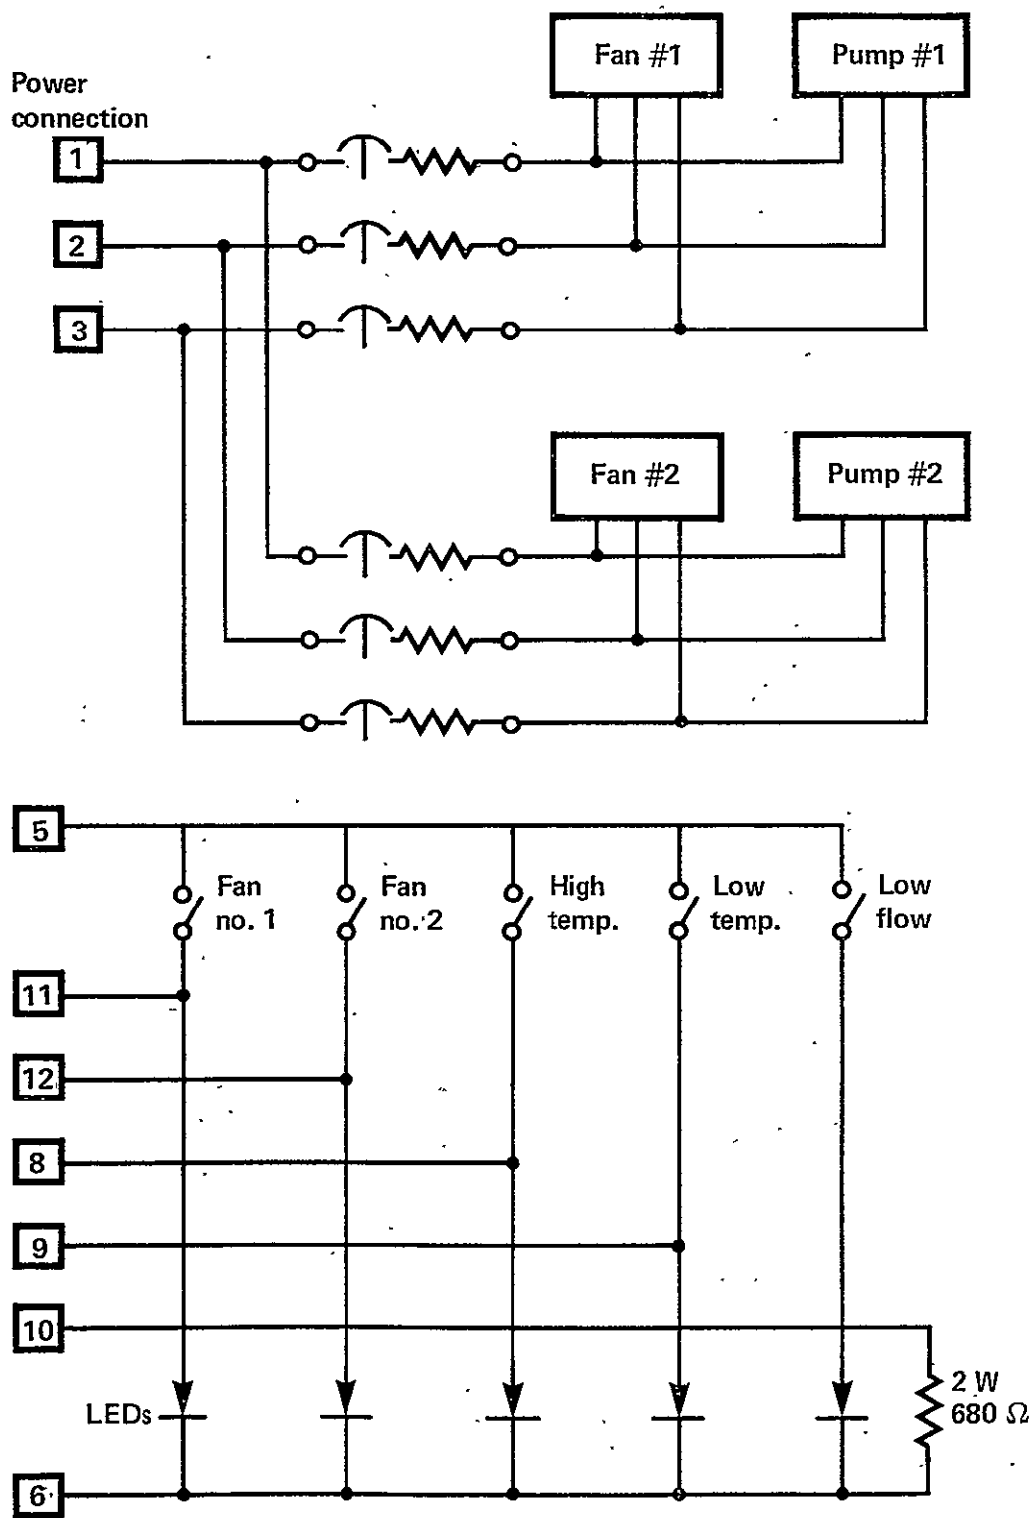 Fan #1
Pump #1
Power
connection
1
2
3
Fan #2
Pump #2
5
Fan
no. 1
Fan
no. 2
High
temp.
Low
temp.
Low
flow
11
12
8
9
10
2 W
680 Ω
LEDs
6